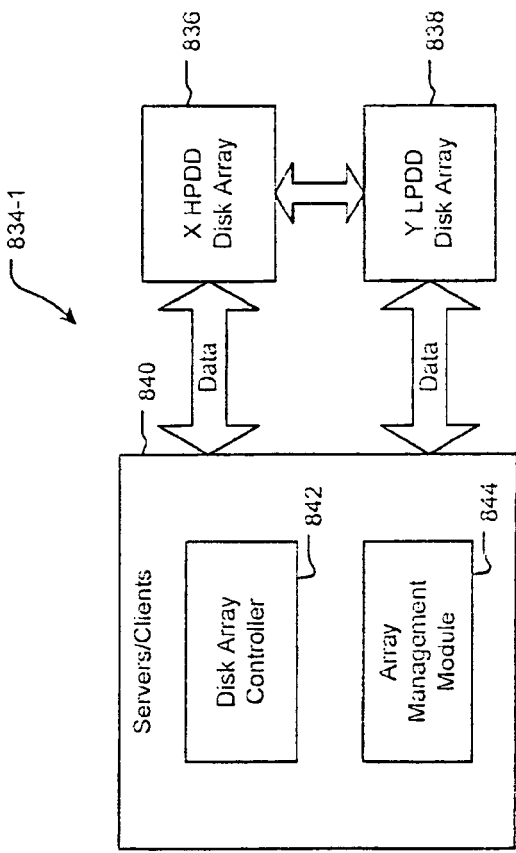 834-1
840
Servers/Clients
Disk Array
Controller
842
Array
Management
Module
844
Data
Data
X HPDD
Disk Array
836
Y LPDD
Disk Array
838